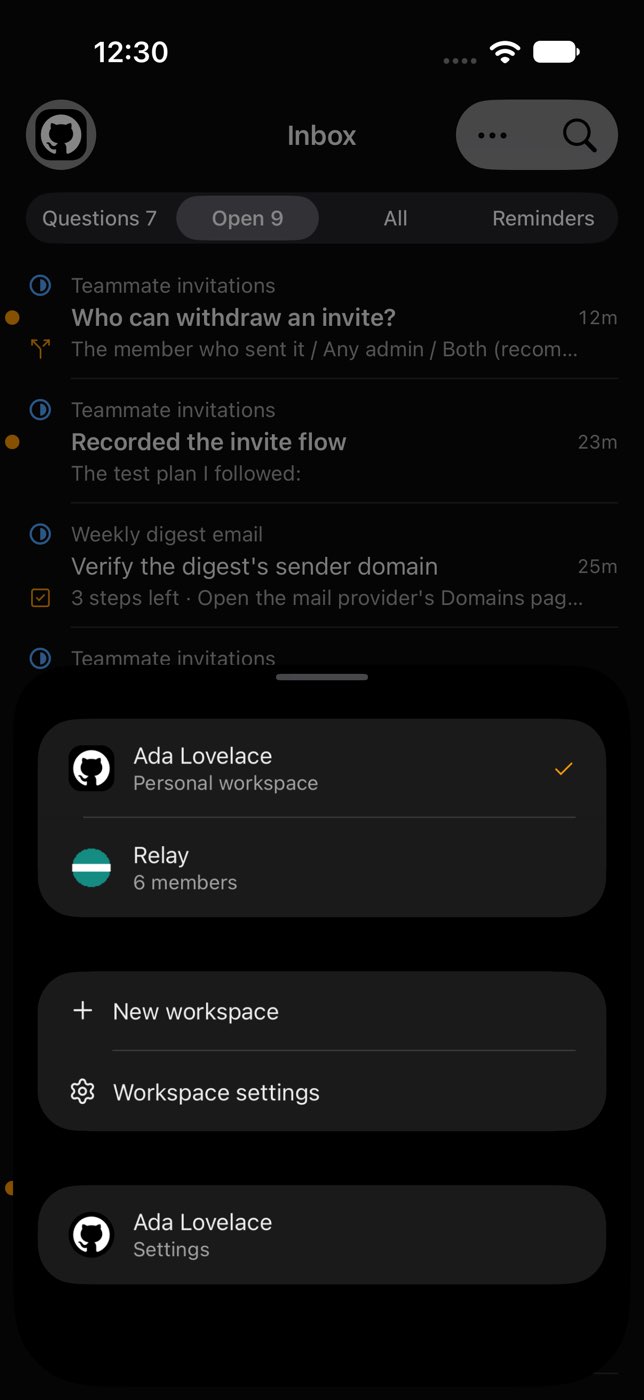 12:30
Inbox
Questions 7
Open 9
All
Reminders
Teammate invitations
Who can withdraw an invite?
12m
The member who sent it / Any admin / Both (recom...
Teammate invitations
Recorded the invite flow
23m
The test plan I followed:
Weekly digest email
Verify the digest's sender domain
25m
3 steps left · Open the mail provider's Domains pag...
Teammate invitations
Ada Lovelace
Personal workspace
Relay
6 members
New workspace
Workspace settings
Ada Lovelace
Settings